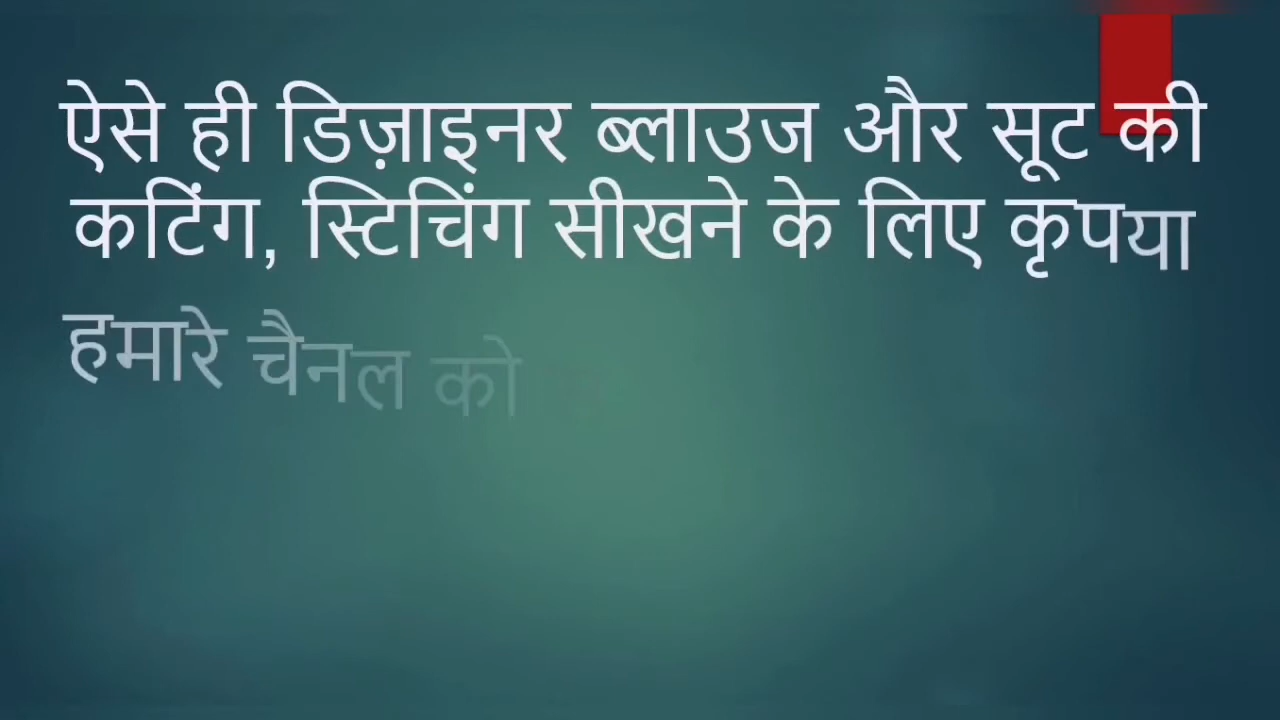 ऐसे ही डिज़ाइनर ब्लाउज और सूट की
कटिंग, स्टिचिंग सीखने के लिए कृपया
हमारे चैनल को